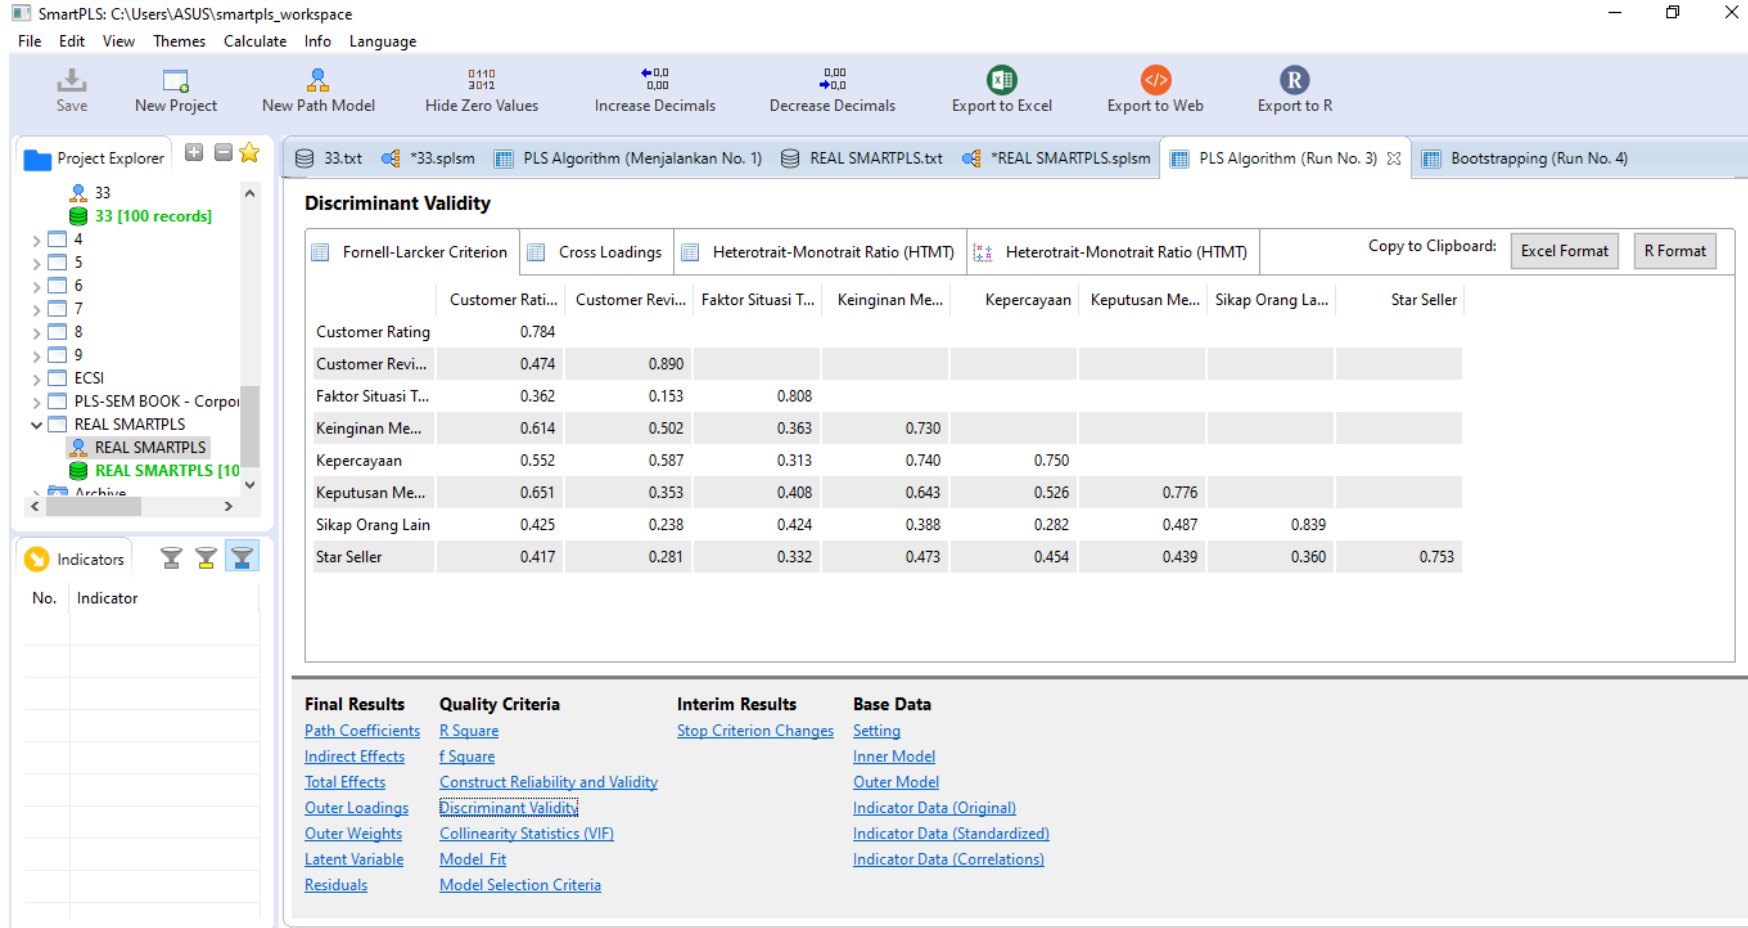 SmartPLS: C:\Users\ASUS\smartpls_workspace
File Edit View Themes Calculate Info Language
Save New Project New Path Model Hide Zero Values Increase Decimals Decrease Decimals Export to Excel Export to Web Export to R
Project Explorer
33.txt *33.splsm PLS Algorithm (Menjalankan No. 1) REAL SMARTPLS.txt *REAL SMARTPLS.splsm PLS Algorithm (Run No. 3) Bootstrapping (Run No. 4)
33
33 [100 records]
4
5
6
7
8
9
ECSI
PLS-SEM BOOK - Corpo
REAL SMARTPLS
REAL SMARTPLS
REAL SMARTPLS [10
Archive
Indicators
No. Indicator
Discriminant Validity
Fornell-Larcker Criterion Cross Loadings Heterotrait-Monotrait Ratio (HTMT) Heterotrait-Monotrait Ratio (HTMT) Copy to Clipboard: Excel Format R Format
Customer Rati... Customer Revi... Faktor Situasi T... Keinginan Me... Kepercayaan Keputusan Me... Sikap Orang La... Star Seller
Customer Rating 0.784
Customer Revi... 0.474 0.890
Faktor Situasi T... 0.362 0.153 0.808
Keinginan Me... 0.614 0.502 0.363 0.730
Kepercayaan 0.552 0.587 0.313 0.740 0.750
Keputusan Me... 0.651 0.353 0.408 0.643 0.526 0.776
Sikap Orang Lain 0.425 0.238 0.424 0.388 0.282 0.487 0.839
Star Seller 0.417 0.281 0.332 0.473 0.454 0.439 0.360 0.753
Final Results Quality Criteria Interim Results Base Data
Path Coefficients R Square Stop Criterion Changes Setting
Indirect Effects f Square Inner Model
Total Effects Construct Reliability and Validity Outer Model
Outer Loadings Discriminant Validity Indicator Data (Original)
Outer Weights Collinearity Statistics (VIF) Indicator Data (Standardized)
Latent Variable Model_Fit Indicator Data (Correlations)
Residuals Model Selection Criteria